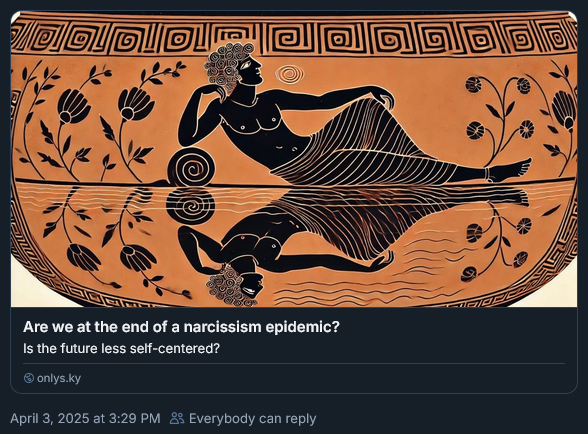 Are we at the end of a narcissism epidemic?
Is the future less self-centered?
onlys.ky
April 3, 2025 at 3:29 PM Everybody can reply